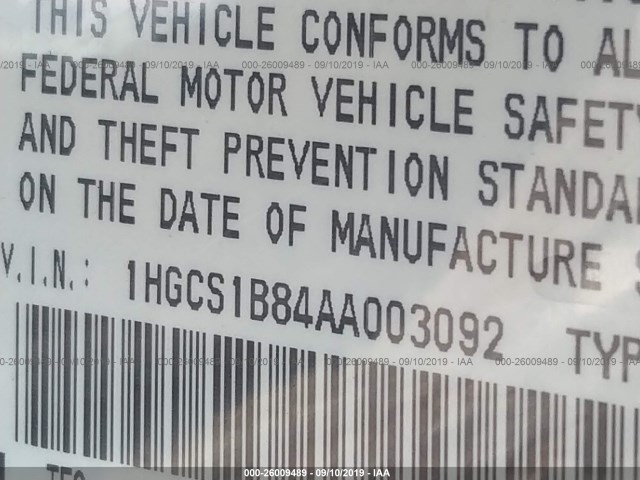 THIS VEHICLE CONFORMS TO AL
FEDERAL MOTOR VEHICLE SAFETY
AND THEFT PREVENTION STANDA
ON THE DATE OF MANUFACTURE
V.I.N.: 1HGCS1B84AA003092 TYP
000-26009489 - 09/10/2019 - IAA